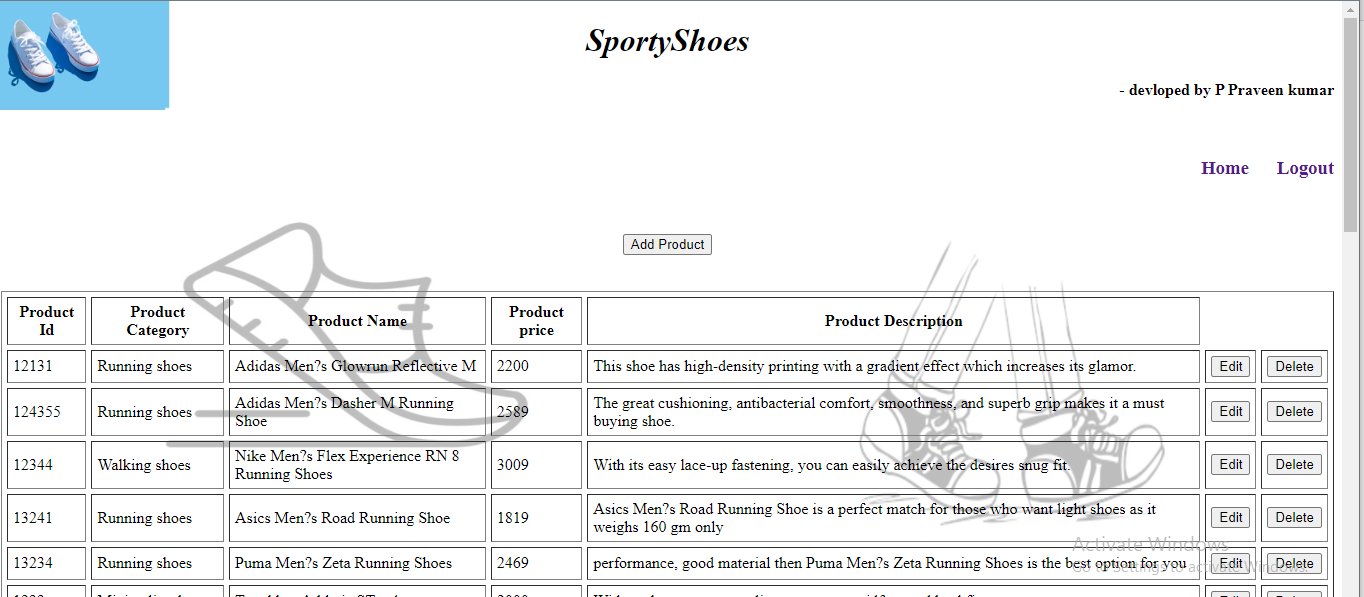 SportyShoes
- devloped by P Praveen kumar
Home Logout
Add Product
Product Id Product Category Product Name Product price Product Description
12131 Running shoes Adidas Men?s Glowrun Reflective M 2200 This shoe has high-density printing with a gradient effect which increases its glamor. Edit Delete
124355 Running shoes Adidas Men?s Dasher M Running Shoe 2589 The great cushioning, antibacterial comfort, smoothness, and superb grip makes it a must buying shoe. Edit Delete
12344 Walking shoes Nike Men?s Flex Experience RN 8 Running Shoes 3009 With its easy lace-up fastening, you can easily achieve the desires snug fit. Edit Delete
13241 Running shoes Asics Men?s Road Running Shoe 1819 Asics Men?s Road Running Shoe is a perfect match for those who want light shoes as it weighs 160 gm only Edit Delete
Activate Windows
Go to Settings to activate Windows.
13234 Running shoes Puma Men?s Zeta Running Shoes 2469 performance, good material then Puma Men?s Zeta Running Shoes is the best option for you Edit Delete